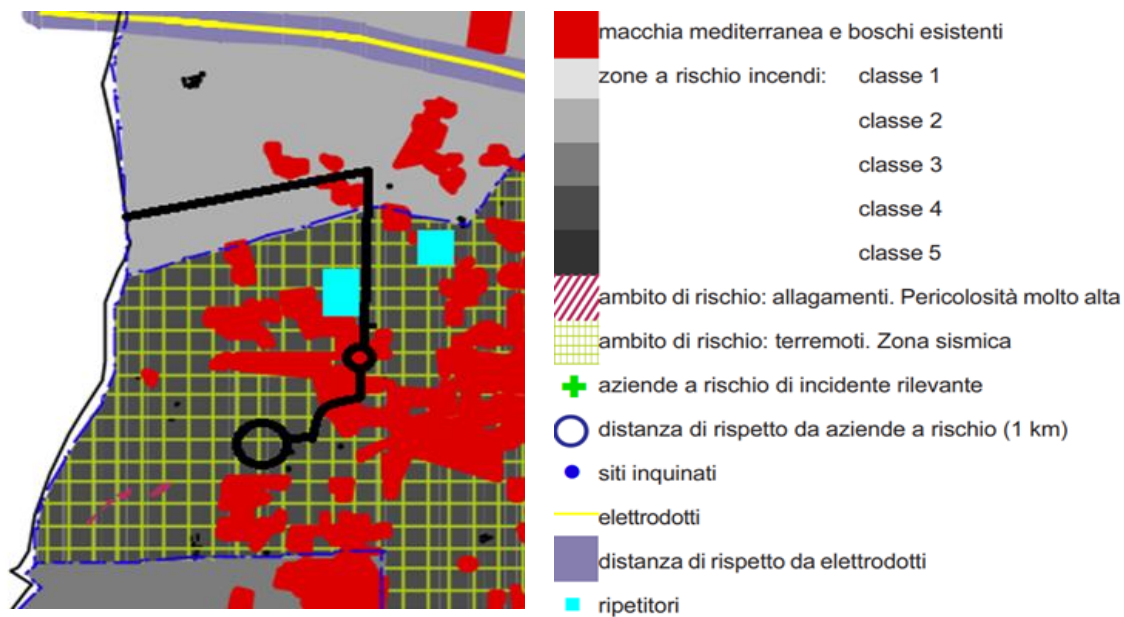 macchia mediterranea e boschi esistenti
zone a rischio incendi: classe 1
classe 2
classe 3
classe 4
classe 5
ambito di rischio: allagamenti. Pericolosità molto alta
ambito di rischio: terremoti. Zona sismica
aziende a rischio di incidente rilevante
distanza di rispetto da aziende a rischio (1 km)
siti inquinati
elettrodotti
distanza di rispetto da elettrodotti
ripetitori